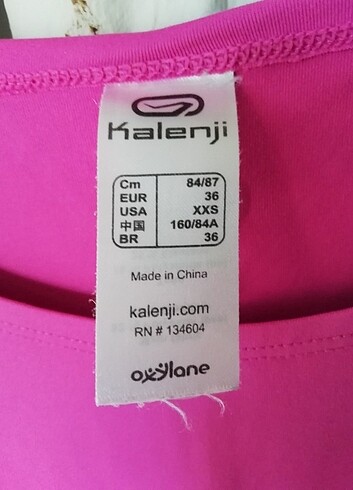 Kalenji
Cm 84/87
EUR 36
USA XXS
中国 160/84A
BR 36
Made in China
kalenji.com
RN # 134604
oxylane